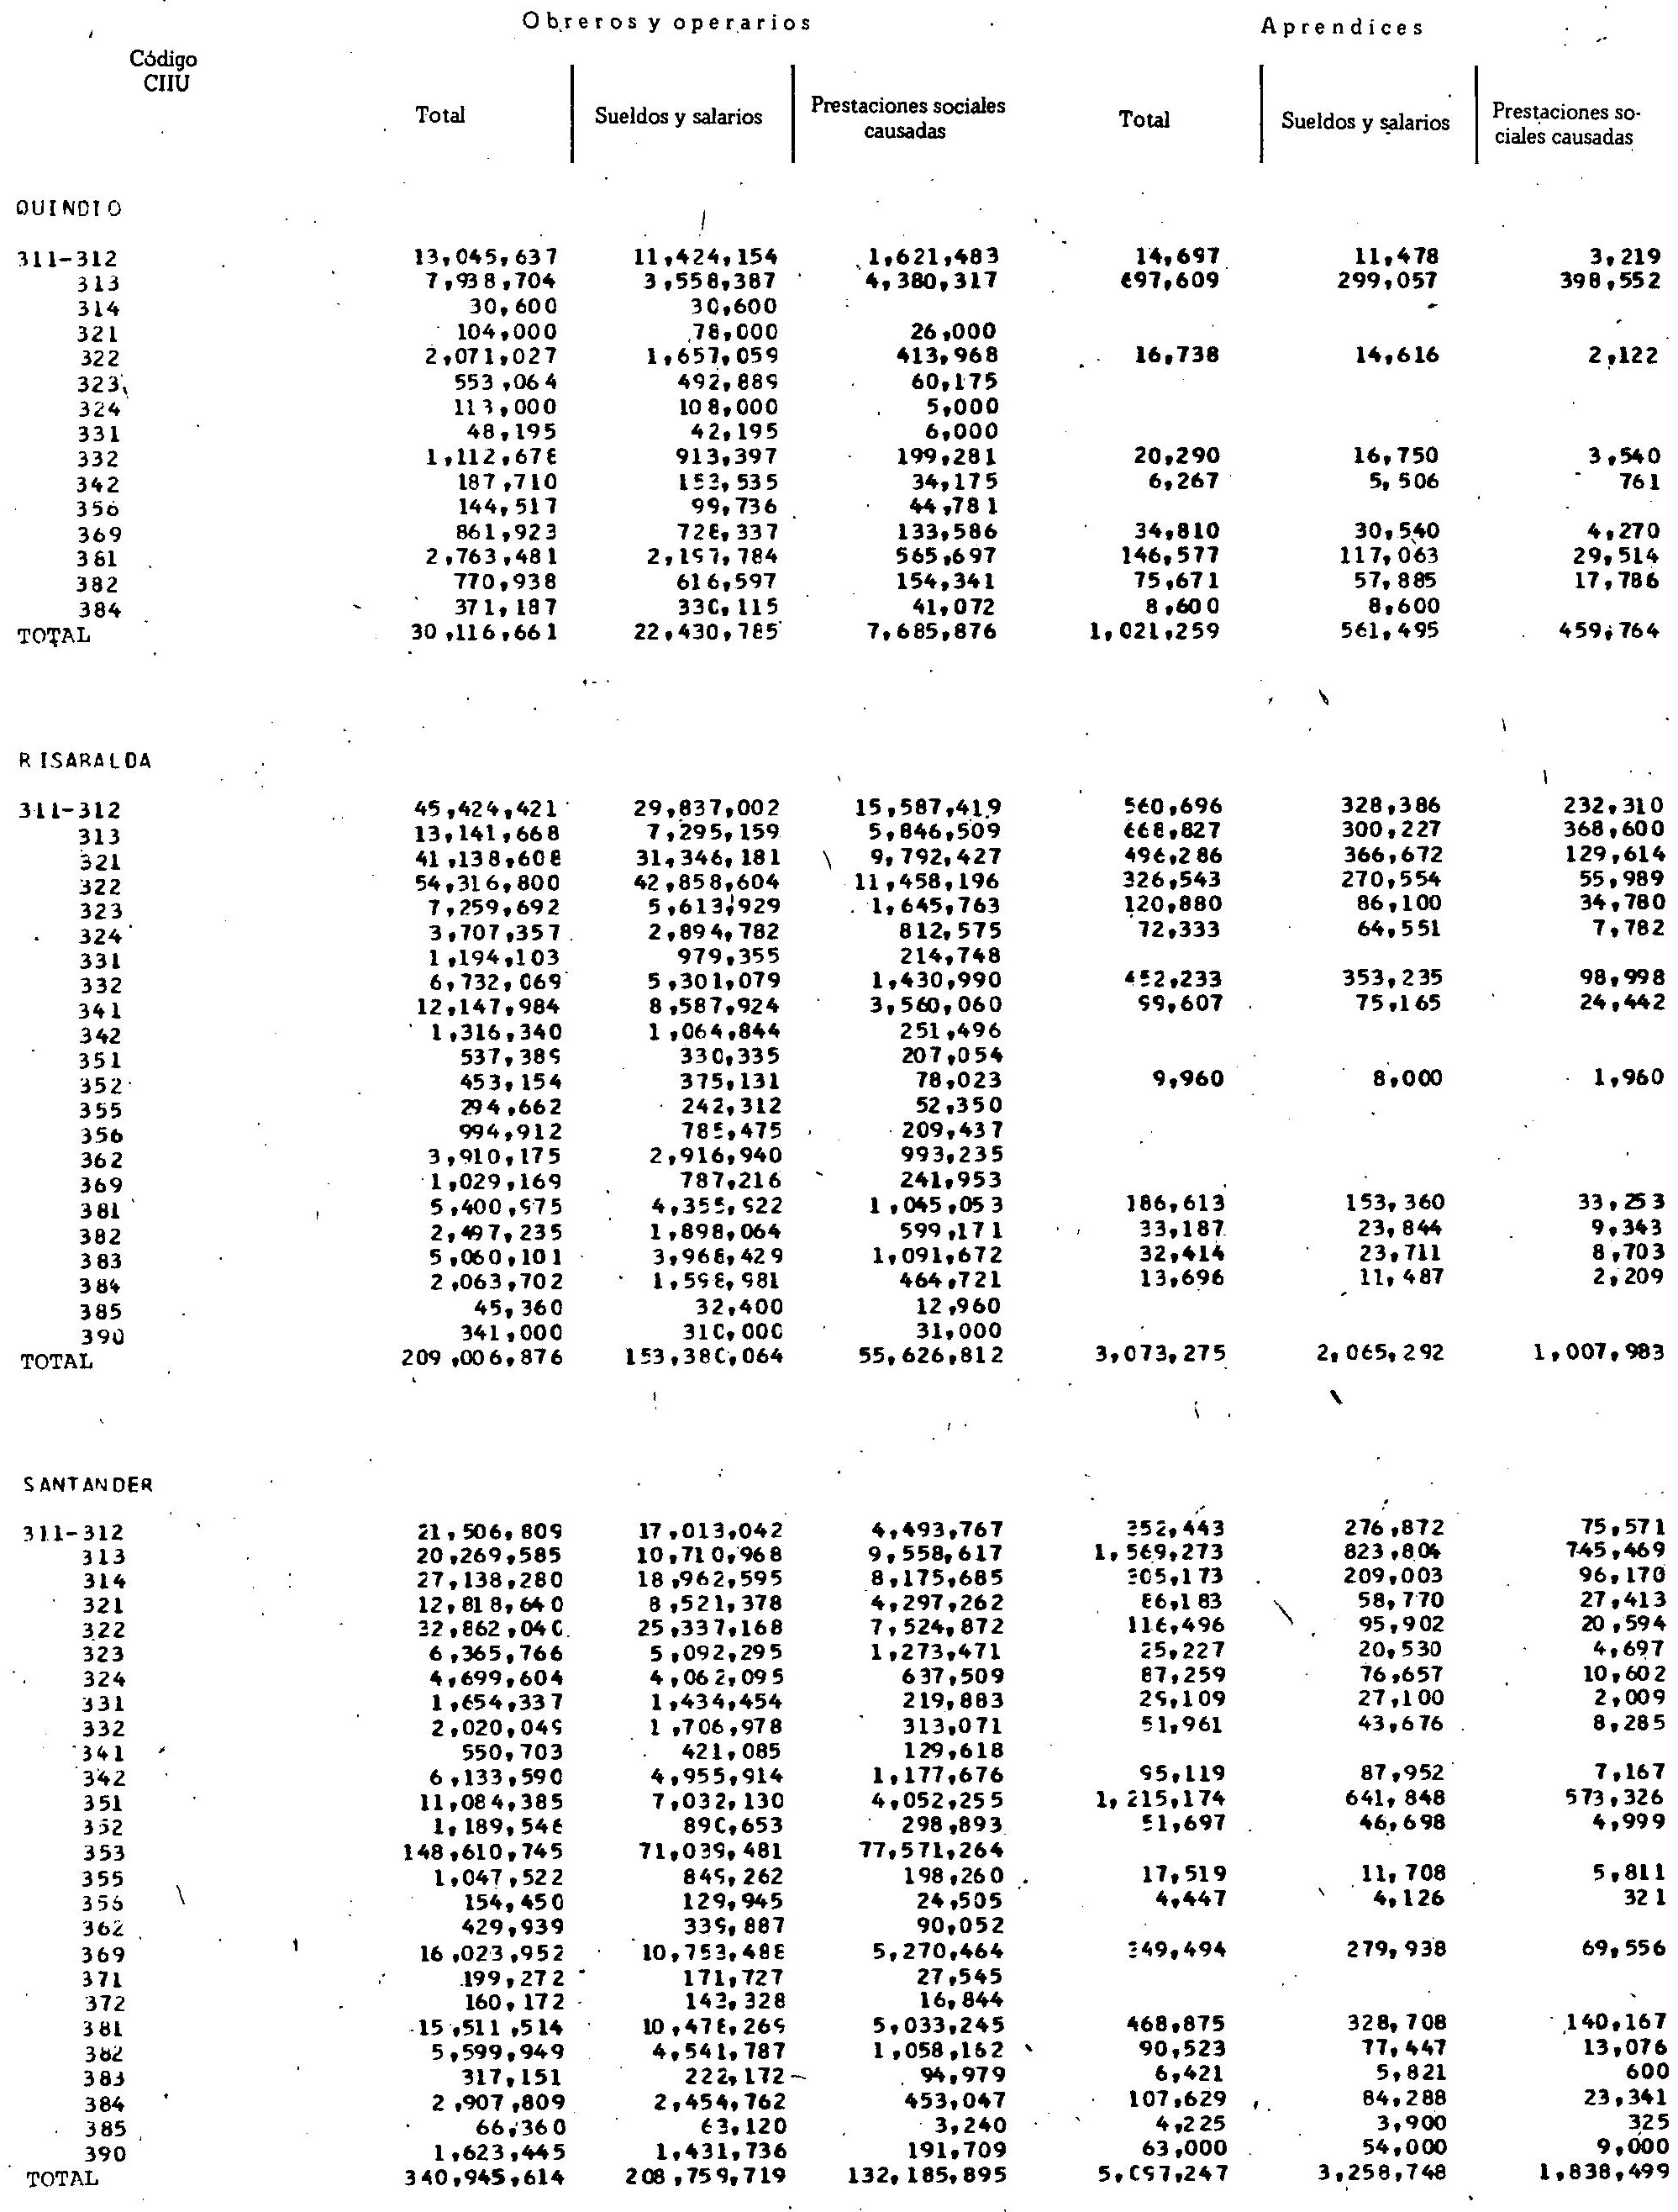 Obreros y operarios Aprendices
Código CIIU
Total Sueldos y salarios Prestaciones sociales causadas Total Sueldos y salarios Prestaciones sociales causadas
QUINDIO
311-312 13,045,637 11,424,154 1,621,483 14,697 11,478 3,219
313 7,938,704 3,558,387 4,380,317 697,609 299,057 398,552
314 30,600 30,600
321 104,000 78,000 26,000
322 2,071,027 1,657,059 413,968 16,738 14,616 2,122
323 553,064 492,889 60,175
324 113,000 108,000 5,000
331 48,195 42,195 6,000
332 1,112,678 913,397 199,281 20,290 16,750 3,540
342 187,710 153,535 34,175 6,267 5,506 761
356 144,517 99,736 44,781
369 861,923 728,337 133,586 34,810 30,540 4,270
381 2,763,481 2,197,784 565,697 146,577 117,063 29,514
382 770,938 616,597 154,341 75,671 57,885 17,786
384 371,187 330,115 41,072 8,600 8,600
TOTAL 30,116,661 22,430,785 7,685,876 1,021,259 561,495 459,764
RISARALDA
311-312 45,424,421 29,837,002 15,587,419 560,696 328,386 232,310
313 13,141,668 7,295,159 5,846,509 668,827 300,227 368,600
321 41,138,608 31,346,181 9,792,427 496,286 366,672 129,614
322 54,316,800 42,858,604 11,458,196 326,543 270,554 55,989
323 7,259,692 5,613,929 1,645,763 120,880 86,100 34,780
324 3,707,357 2,894,782 812,575 72,333 64,551 7,782
331 1,194,103 979,355 214,748
332 6,732,069 5,301,079 1,430,990 452,233 353,235 98,998
341 12,147,984 8,587,924 3,560,060 99,607 75,165 24,442
342 1,316,340 1,064,844 251,496
351 537,389 330,335 207,054
352 453,154 375,131 78,023 9,960 8,000 1,960
355 294,662 242,312 52,350
356 994,912 785,475 209,437
362 3,910,175 2,916,940 993,235
369 1,029,169 787,216 241,953
381 5,400,975 4,355,922 1,045,053 186,613 153,360 33,253
382 2,497,235 1,898,064 599,171 33,187 23,844 9,343
383 5,060,101 3,968,429 1,091,672 32,414 23,711 8,703
384 2,063,702 1,598,981 464,721 13,696 11,487 2,209
385 45,360 32,400 12,960
390 341,000 310,000 31,000
TOTAL 209,006,876 153,380,064 55,626,812 3,073,275 2,065,292 1,007,983
SANTANDER
311-312 21,506,809 17,013,042 4,493,767 352,443 276,872 75,571
313 20,269,585 10,710,968 9,558,617 1,569,273 823,804 745,469
314 27,138,280 18,962,595 8,175,685 305,173 209,003 96,170
321 12,818,640 8,521,378 4,297,262 86,183 58,770 27,413
322 32,862,040 25,337,168 7,524,872 116,496 95,902 20,594
323 6,365,766 5,092,295 1,273,471 25,227 20,530 4,697
324 4,699,604 4,062,095 637,509 87,259 76,657 10,602
331 1,654,337 1,434,454 219,883 29,109 27,100 2,009
332 2,020,049 1,706,978 313,071 51,961 43,676 8,285
341 550,703 421,085 129,618
342 6,133,590 4,955,914 1,177,676 95,119 87,952 7,167
351 11,084,385 7,032,130 4,052,255 1,215,174 641,848 573,326
352 1,189,546 890,653 298,893 51,697 46,698 4,999
353 148,610,745 71,039,481 77,571,264
355 1,047,522 849,262 198,260 17,519 11,708 5,811
356 154,450 129,945 24,505 4,447 4,126 321
362 429,939 339,887 90,052
369 16,023,952 10,753,488 5,270,464 349,494 279,938 69,556
371 199,272 171,727 27,545
372 160,172 143,328 16,844
381 15,511,514 10,478,269 5,033,245 468,875 328,708 140,167
382 5,599,949 4,541,787 1,058,162 90,523 77,447 13,076
383 317,151 222,172 94,979 6,421 5,821 600
384 2,907,809 2,454,762 453,047 107,629 84,288 23,341
385 66,360 63,120 3,240 4,225 3,900 325
390 1,623,445 1,431,736 191,709 63,000 54,000 9,000
TOTAL 340,945,614 208,759,719 132,185,895 5,097,247 3,258,748 1,838,499